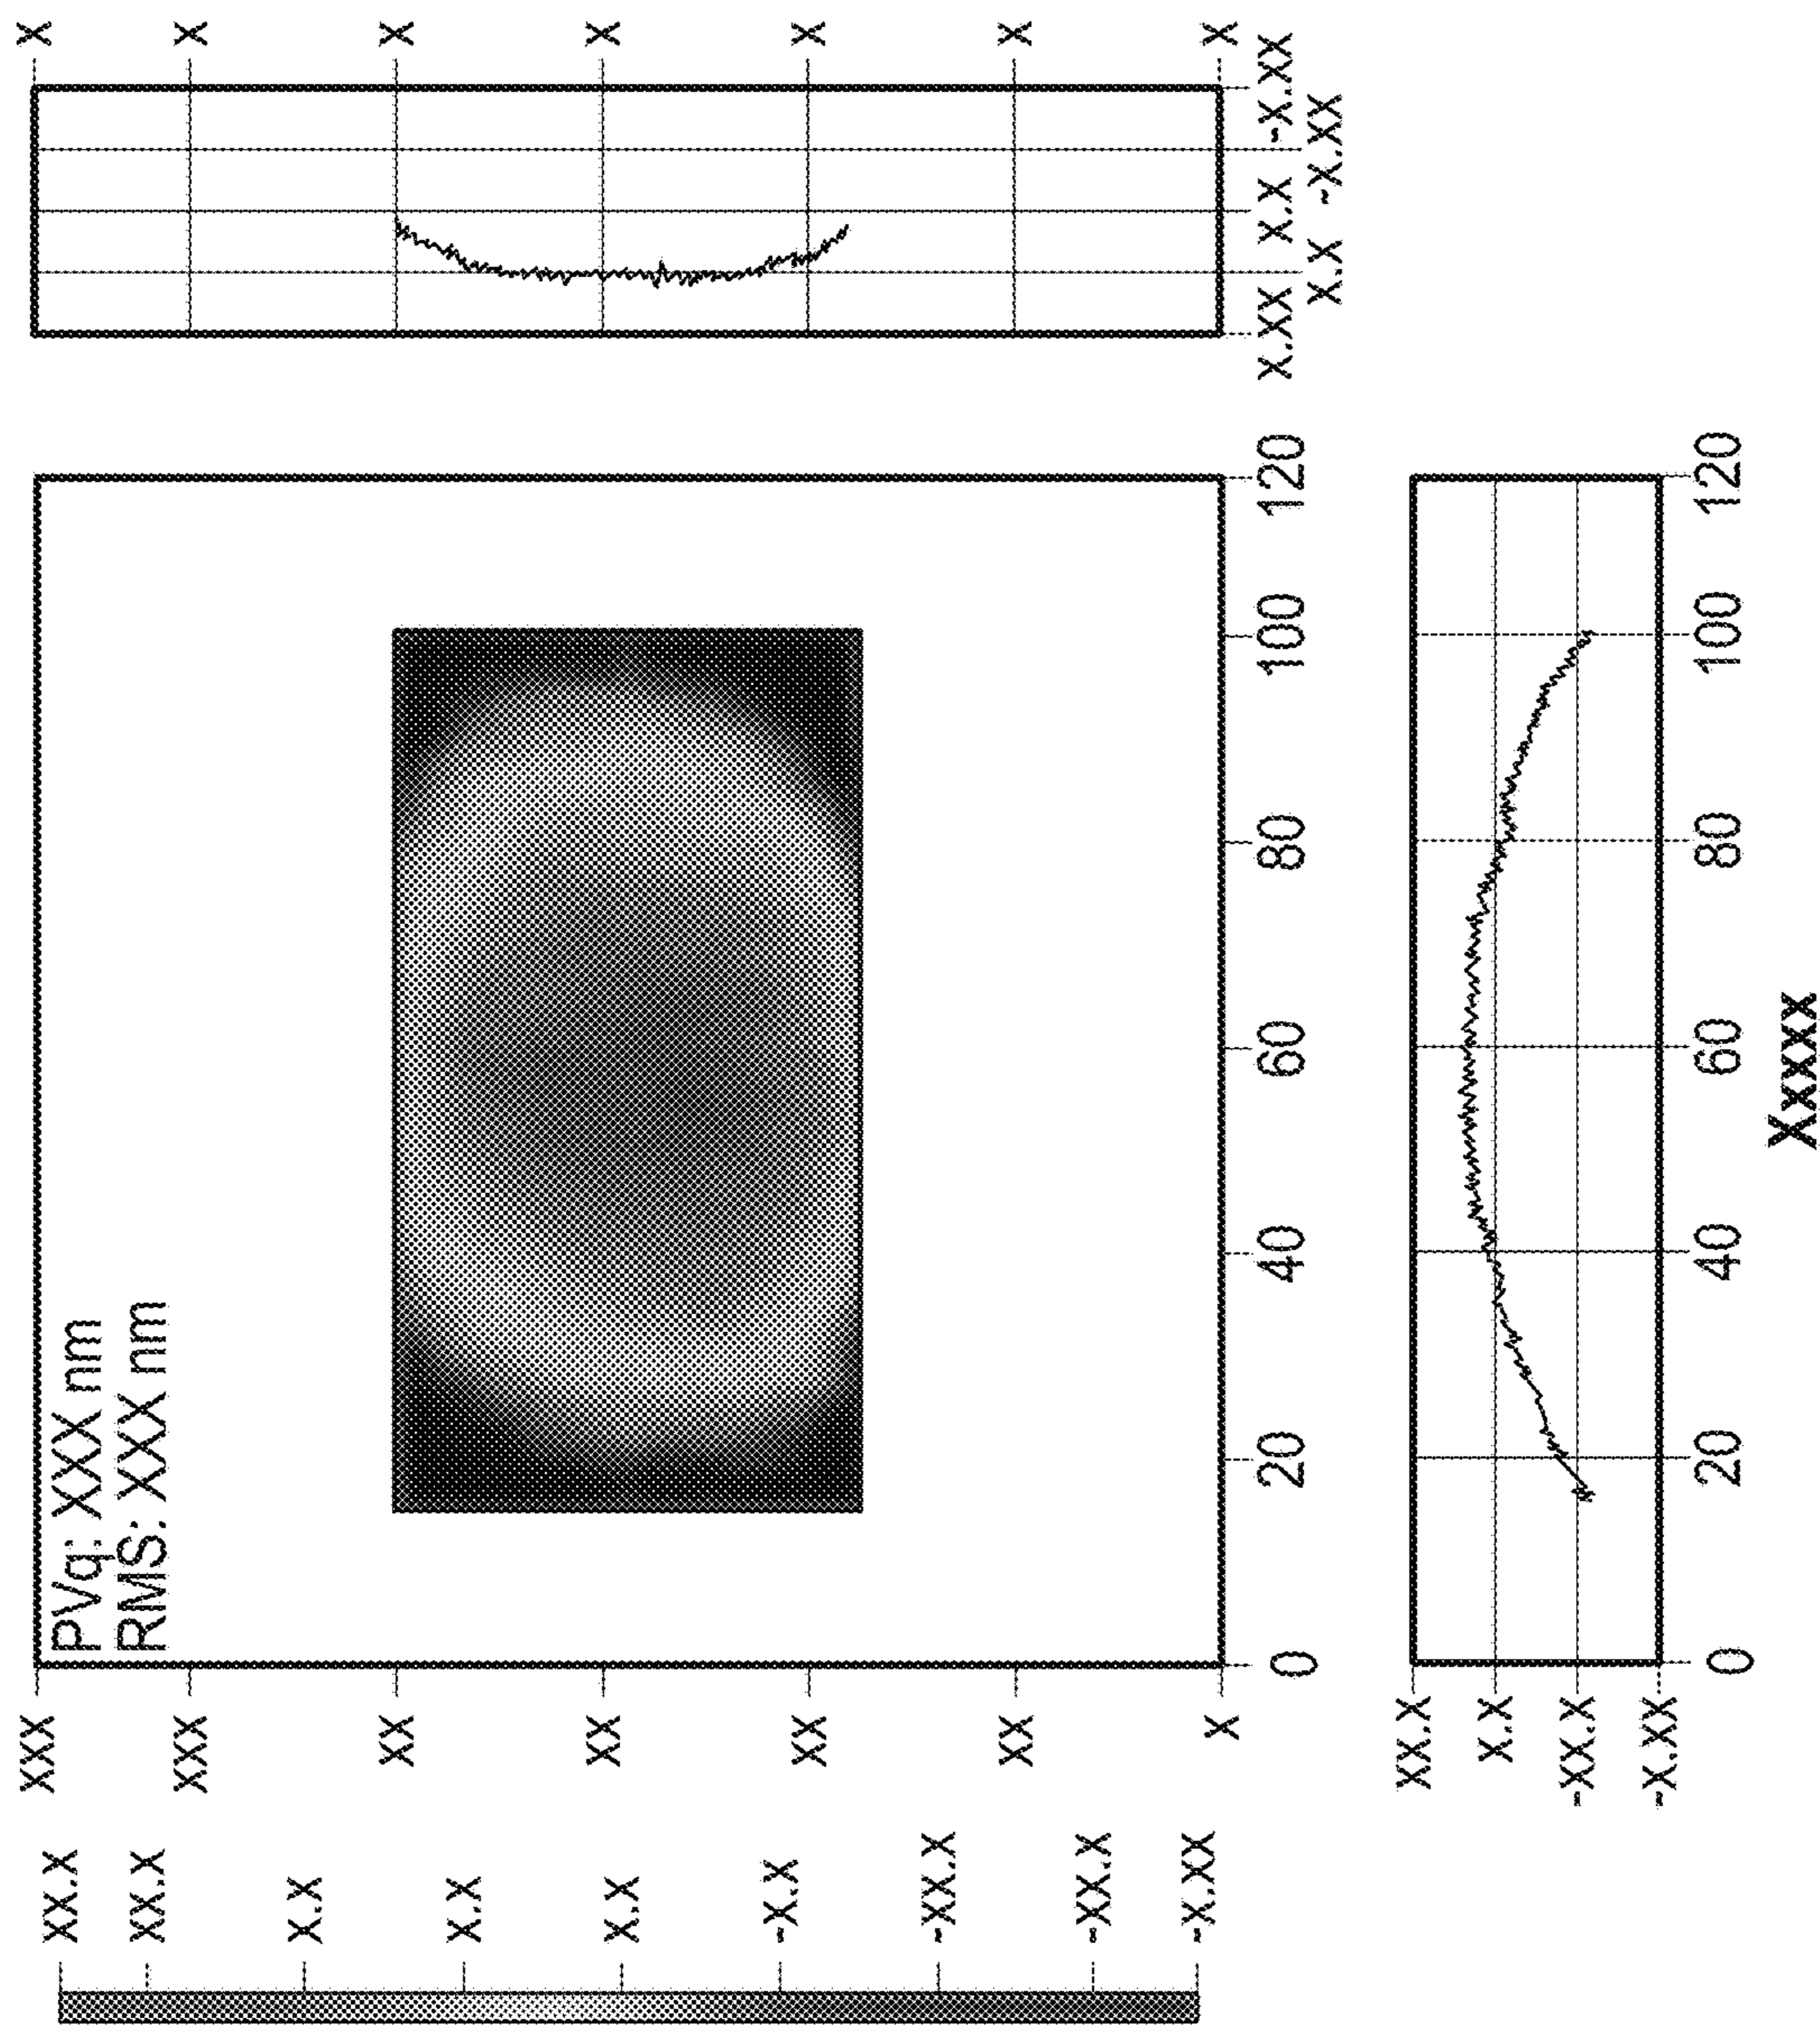 XX.X
XX.X
X.X
X.X
X.X
-X.X
-XX.X
-XX.X
-X.XX
XXX
XXX
XX
XX
XX
XX
X
PVq: XXX nm
RMS: XXX nm
0 20 40 60 80 100 120
X
X
X
X
X
X
X
X.XX X.X -X.XX
X.X -X.XX
XX.X
X.X
-XX.X
-X.XX
0 20 40 60 80 100 120
Xxxxx